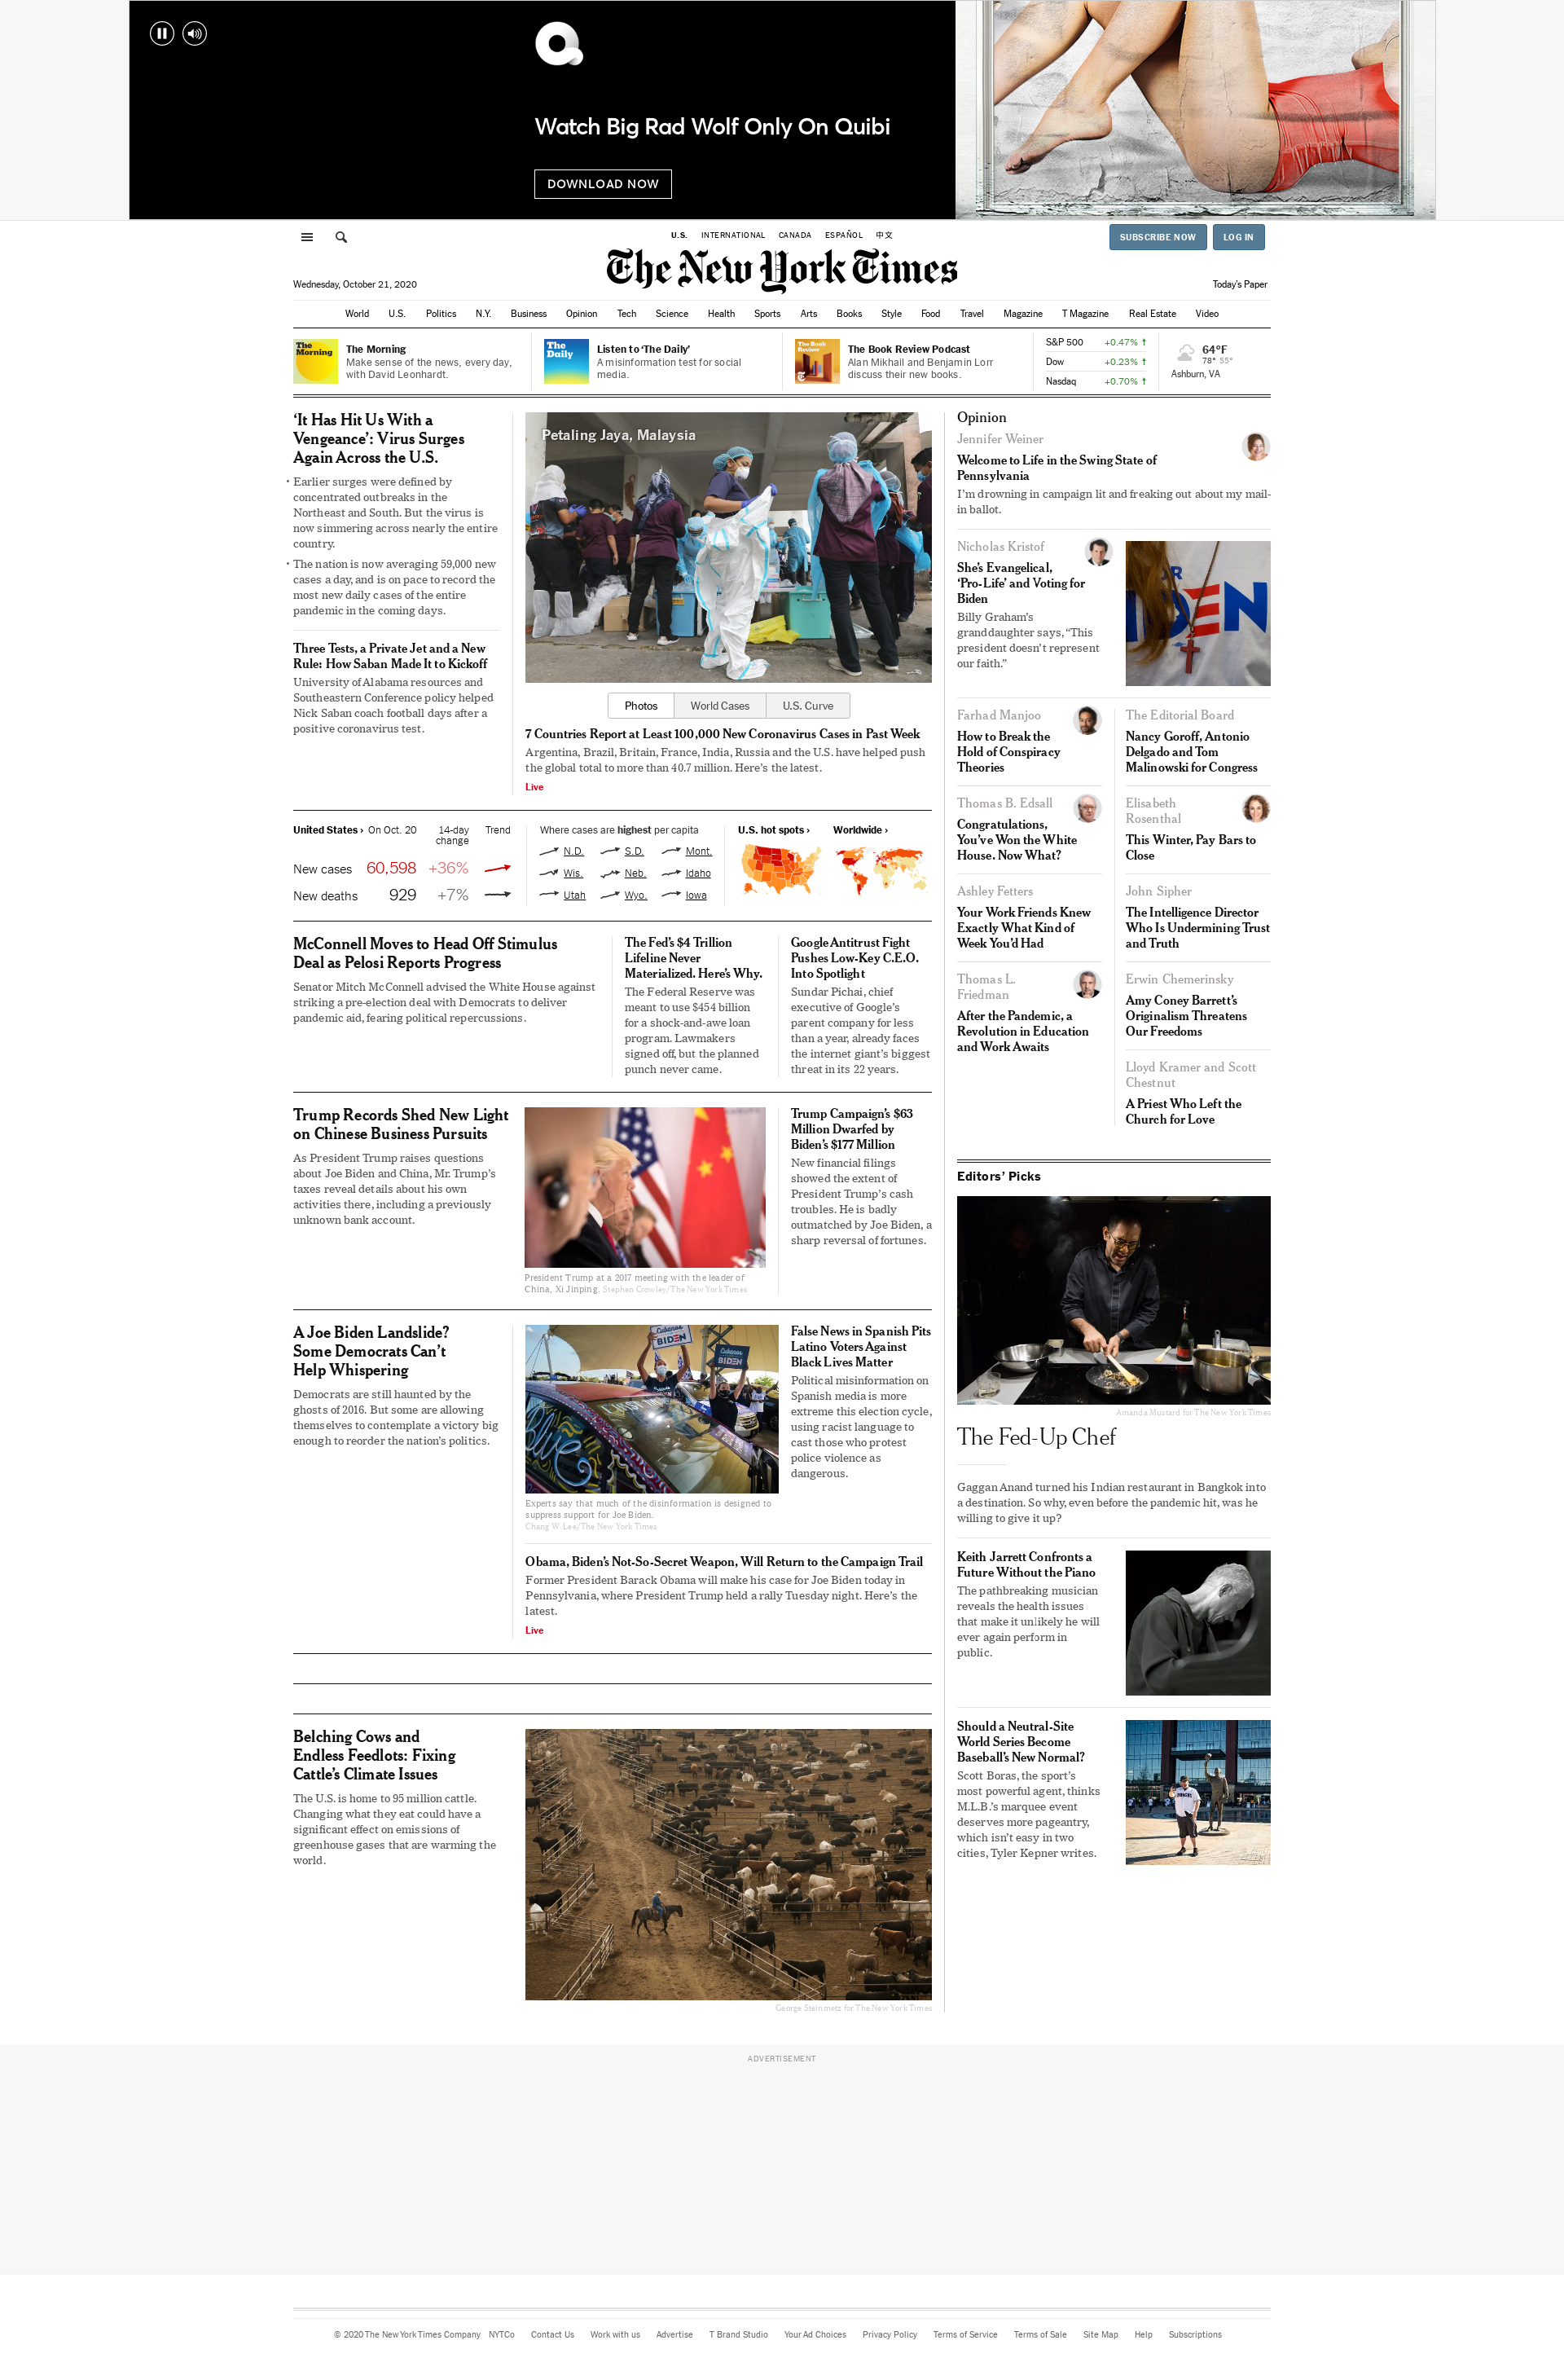 Watch Big Rad Wolf Only On Quibi
DOWNLOAD NOW
U.S. INTERNATIONAL CANADA ESPAÑOL 中文
SUBSCRIBE NOW LOG IN
The New York Times
Wednesday, October 21, 2020
Today's Paper
World U.S. Politics N.Y. Business Opinion Tech Science Health Sports Arts Books Style Food Travel Magazine T Magazine Real Estate Video
The Morning
The Morning
Make sense of the news, every day,
with David Leonhardt.
The Daily
Listen to ‘The Daily’
A misinformation test for social
media.
The Book Review
The Book Review Podcast
Alan Mikhail and Benjamin Lorr
discuss their new books.
S&P 500 +0.47% ↑
Dow +0.23% ↑
Nasdaq +0.70% ↑
64°F
78° 55°
Ashburn, VA
‘It Has Hit Us With a
Vengeance’: Virus Surges
Again Across the U.S.
• Earlier surges were defined by
concentrated outbreaks in the
Northeast and South. But the virus is
now simmering across nearly the entire
country.
• The nation is now averaging 59,000 new
cases a day, and is on pace to record the
most new daily cases of the entire
pandemic in the coming days.
Three Tests, a Private Jet and a New
Rule: How Saban Made It to Kickoff
University of Alabama resources and
Southeastern Conference policy helped
Nick Saban coach football days after a
positive coronavirus test.
Petaling Jaya, Malaysia
Photos World Cases U.S. Curve
7 Countries Report at Least 100,000 New Coronavirus Cases in Past Week
Argentina, Brazil, Britain, France, India, Russia and the U.S. have helped push
the global total to more than 40.7 million. Here’s the latest.
Live
United States › On Oct. 20 14-day
change Trend
New cases 60,598 +36%
New deaths 929 +7%
Where cases are highest per capita
N.D. S.D. Mont.
Wis. Neb. Idaho
Utah Wyo. Iowa
U.S. hot spots › Worldwide ›
McConnell Moves to Head Off Stimulus
Deal as Pelosi Reports Progress
Senator Mitch McConnell advised the White House against
striking a pre-election deal with Democrats to deliver
pandemic aid, fearing political repercussions.
The Fed’s $4 Trillion
Lifeline Never
Materialized. Here’s Why.
The Federal Reserve was
meant to use $454 billion
for a shock-and-awe loan
program. Lawmakers
signed off, but the planned
punch never came.
Google Antitrust Fight
Pushes Low-Key C.E.O.
Into Spotlight
Sundar Pichai, chief
executive of Google’s
parent company for less
than a year, already faces
the internet giant’s biggest
threat in its 22 years.
Trump Records Shed New Light
on Chinese Business Pursuits
As President Trump raises questions
about Joe Biden and China, Mr. Trump’s
taxes reveal details about his own
activities there, including a previously
unknown bank account.
President Trump at a 2017 meeting with the leader of
China, Xi Jinping. Stephen Crowley/The New York Times
Trump Campaign’s $63
Million Dwarfed by
Biden’s $177 Million
New financial filings
showed the extent of
President Trump’s cash
troubles. He is badly
outmatched by Joe Biden, a
sharp reversal of fortunes.
A Joe Biden Landslide?
Some Democrats Can’t
Help Whispering
Democrats are still haunted by the
ghosts of 2016. But some are allowing
themselves to contemplate a victory big
enough to reorder the nation’s politics.
Cubanos
BIDEN
Cubanos
BIDEN
Experts say that much of the disinformation is designed to
suppress support for Joe Biden.
Chang W. Lee/The New York Times
False News in Spanish Pits
Latino Voters Against
Black Lives Matter
Political misinformation on
Spanish media is more
extreme this election cycle,
using racist language to
cast those who protest
police violence as
dangerous.
Obama, Biden’s Not-So-Secret Weapon, Will Return to the Campaign Trail
Former President Barack Obama will make his case for Joe Biden today in
Pennsylvania, where President Trump held a rally Tuesday night. Here’s the
latest.
Live
Belching Cows and
Endless Feedlots: Fixing
Cattle’s Climate Issues
The U.S. is home to 95 million cattle.
Changing what they eat could have a
significant effect on emissions of
greenhouse gases that are warming the
world.
George Steinmetz for The New York Times
Opinion
Jennifer Weiner
Welcome to Life in the Swing State of
Pennsylvania
I’m drowning in campaign lit and freaking out about my mail-
in ballot.
Nicholas Kristof
She’s Evangelical,
‘Pro-Life’ and Voting for
Biden
Billy Graham’s
granddaughter says, “This
president doesn’t represent
our faith.”
Farhad Manjoo
How to Break the
Hold of Conspiracy
Theories
The Editorial Board
Nancy Goroff, Antonio
Delgado and Tom
Malinowski for Congress
Thomas B. Edsall
Congratulations,
You’ve Won the White
House. Now What?
Elisabeth
Rosenthal
This Winter, Pay Bars to
Close
Ashley Fetters
Your Work Friends Knew
Exactly What Kind of
Week You’d Had
John Sipher
The Intelligence Director
Who Is Undermining Trust
and Truth
Thomas L.
Friedman
After the Pandemic, a
Revolution in Education
and Work Awaits
Erwin Chemerinsky
Amy Coney Barrett’s
Originalism Threatens
Our Freedoms
Lloyd Kramer and Scott
Chestnut
A Priest Who Left the
Church for Love
Editors’ Picks
Amanda Mustard for The New York Times
The Fed-Up Chef
Gaggan Anand turned his Indian restaurant in Bangkok into
a destination. So why, even before the pandemic hit, was he
willing to give it up?
Keith Jarrett Confronts a
Future Without the Piano
The pathbreaking musician
reveals the health issues
that make it unlikely he will
ever again perform in
public.
Should a Neutral-Site
World Series Become
Baseball’s New Normal?
Scott Boras, the sport’s
most powerful agent, thinks
M.L.B.’s marquee event
deserves more pageantry,
which isn’t easy in two
cities, Tyler Kepner writes.
ADVERTISEMENT
© 2020 The New York Times Company NYTCo Contact Us Work with us Advertise T Brand Studio Your Ad Choices Privacy Policy Terms of Service Terms of Sale Site Map Help Subscriptions